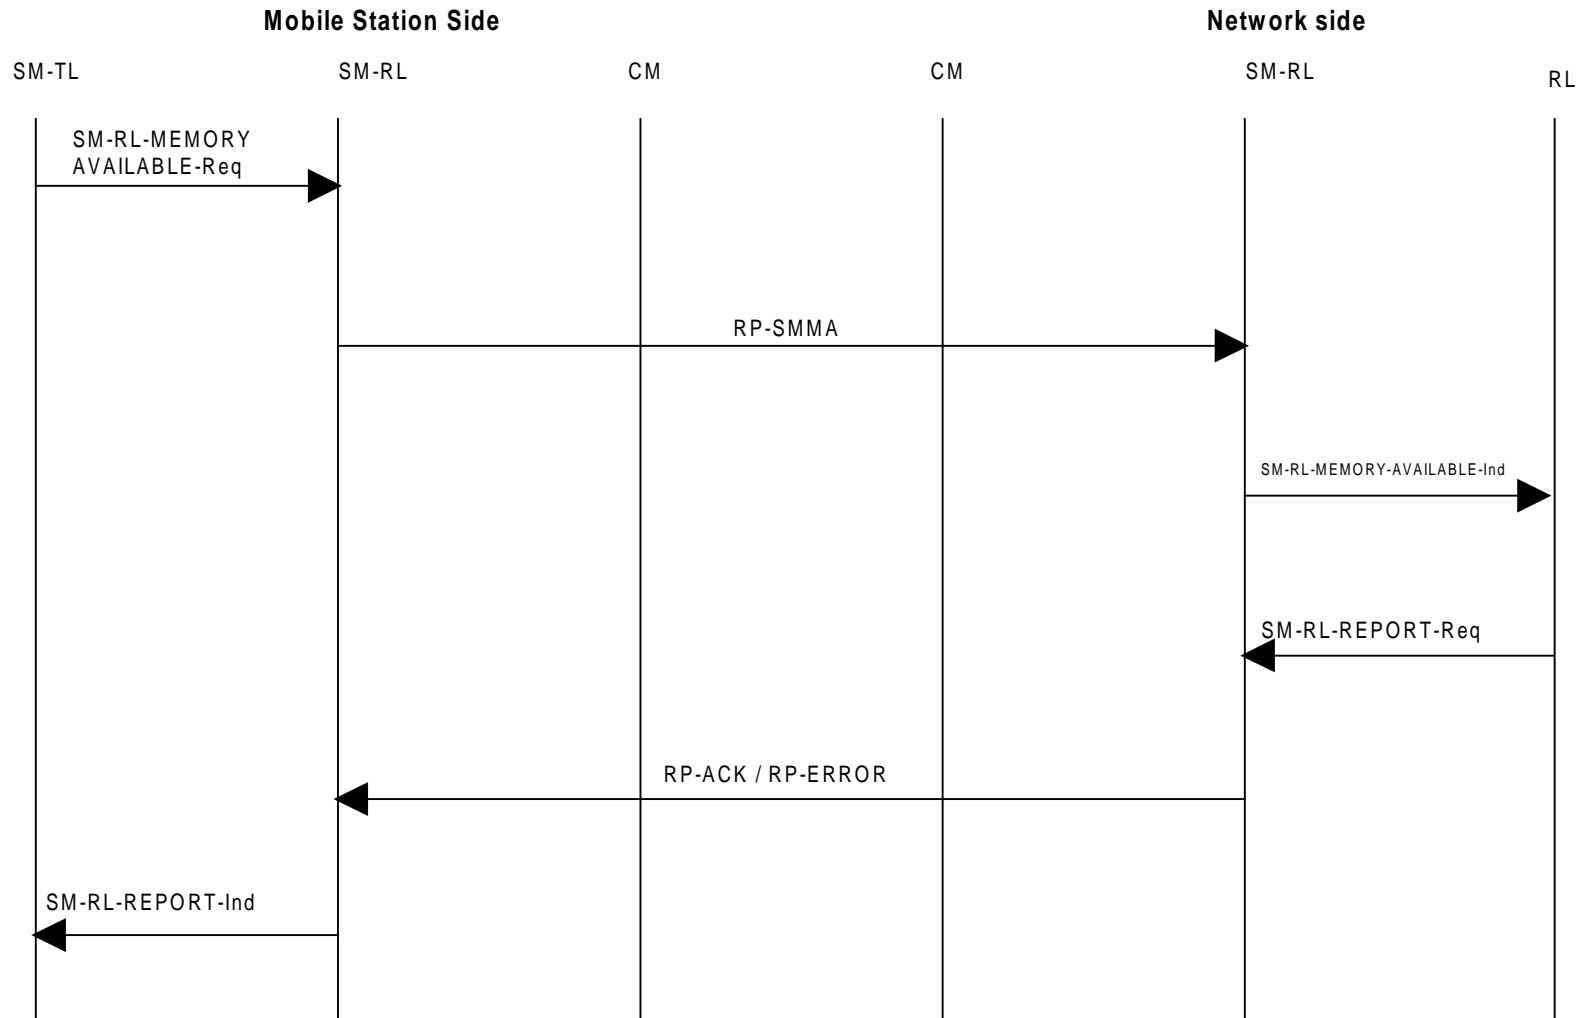 Mobile Station Side
Network side
SM-TL
SM-RL
CM
CM
SM-RL
RL
SM-RL-MEMORY
AVAILABLE-Req
RP-SMMA
SM-RL-MEMORY-AVAILABLE-Ind
SM-RL-REPORT-Req
RP-ACK / RP-ERROR
SM-RL-REPORT-Ind